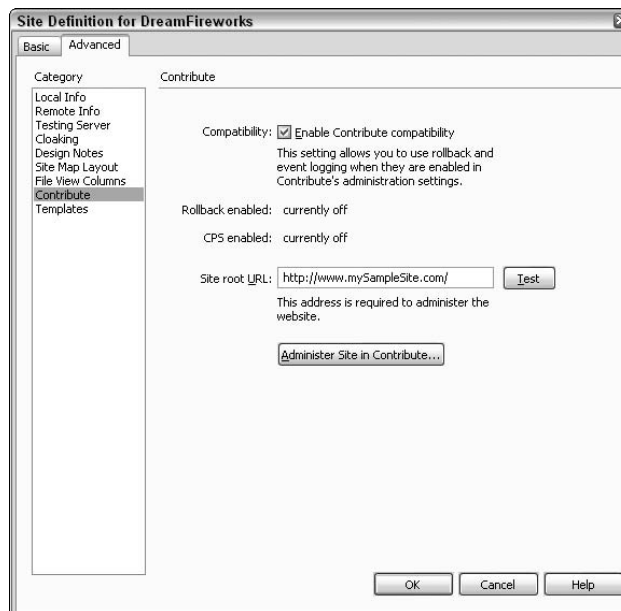 Site Definition for DreamFireworks
Basic
Advanced
Category
Local Info
Remote Info
Testing Server
Cloaking
Design Notes
Site Map Layout
File View Columns
Contribute
Templates
Contribute
Compatibility:
Enable Contribute compatibility
This setting allows you to use rollback and
event logging when they are enabled in
Contribute's administration settings.
Rollback enabled: currently off
CPS enabled: currently off
Site root URL: http://www.mySampleSite.com/
Test
This address is required to administer the
website.
Administer Site in Contribute...
OK
Cancel
Help